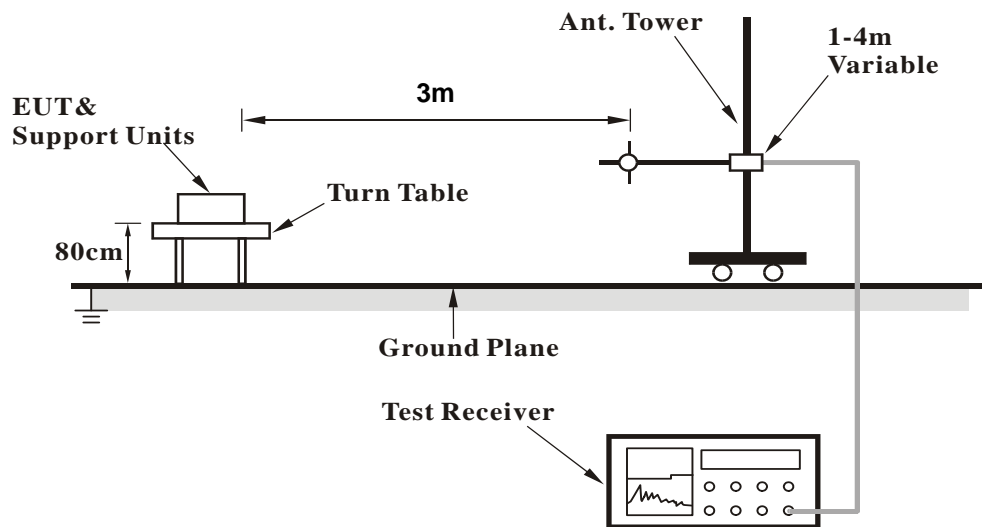 Ant. Tower
1-4m
Variable
3m
EUT&
Support Units
Turn Table
80cm
Ground Plane
Test Receiver